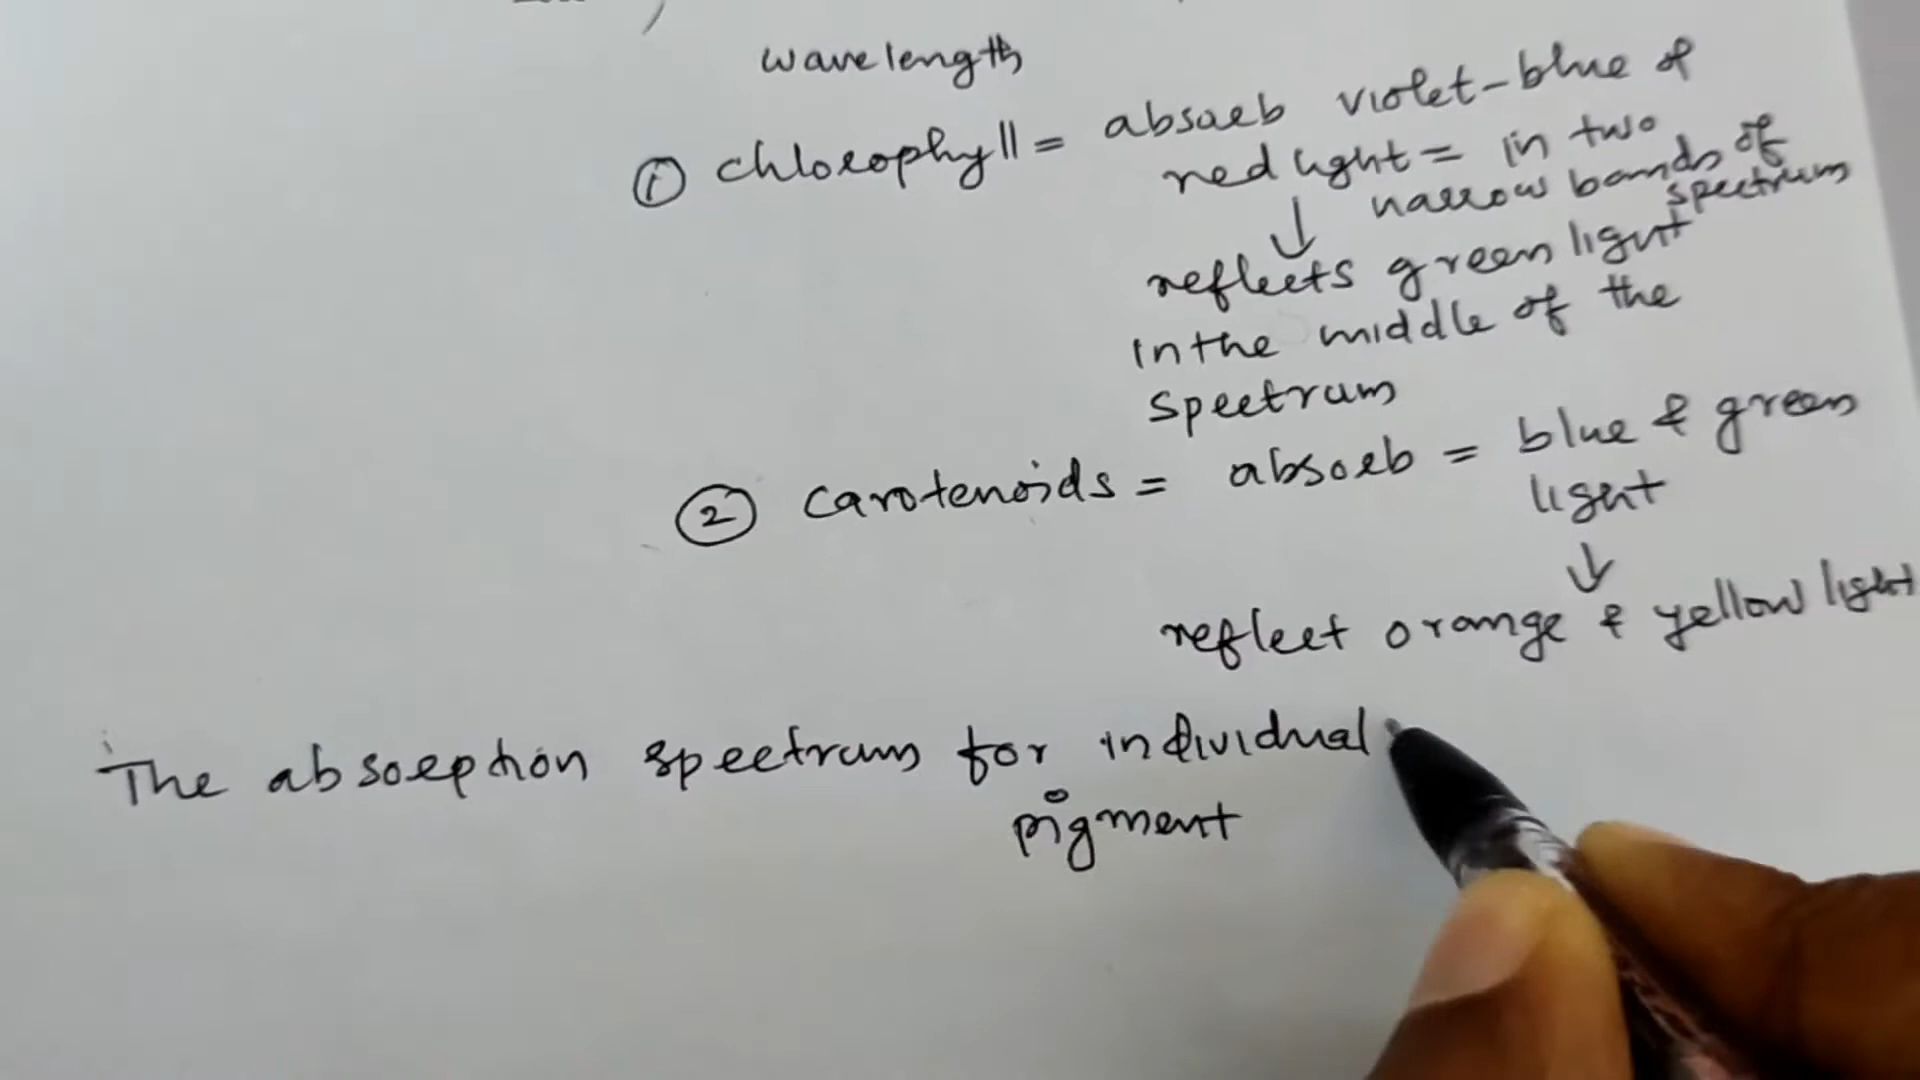 wavelength
① chlorophyll = absorb violet-blue &
red light = in two
narrow bands of
spectrum
↓
reflects green light
in the middle of the
spectrum
② carotenoids = absorb = blue & green
light
↓
reflect orange & yellow light
The absorption spectrum for individual
pigment